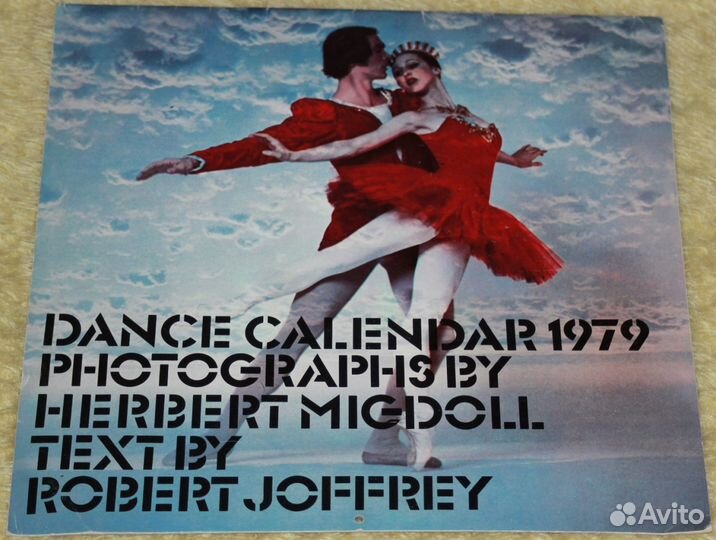 DANCE CALENDAR 1979
PHOTOGRAPHS BY
HERBERT MIGDOLL
TEXT BY
ROBERT JOFFREY
Avito